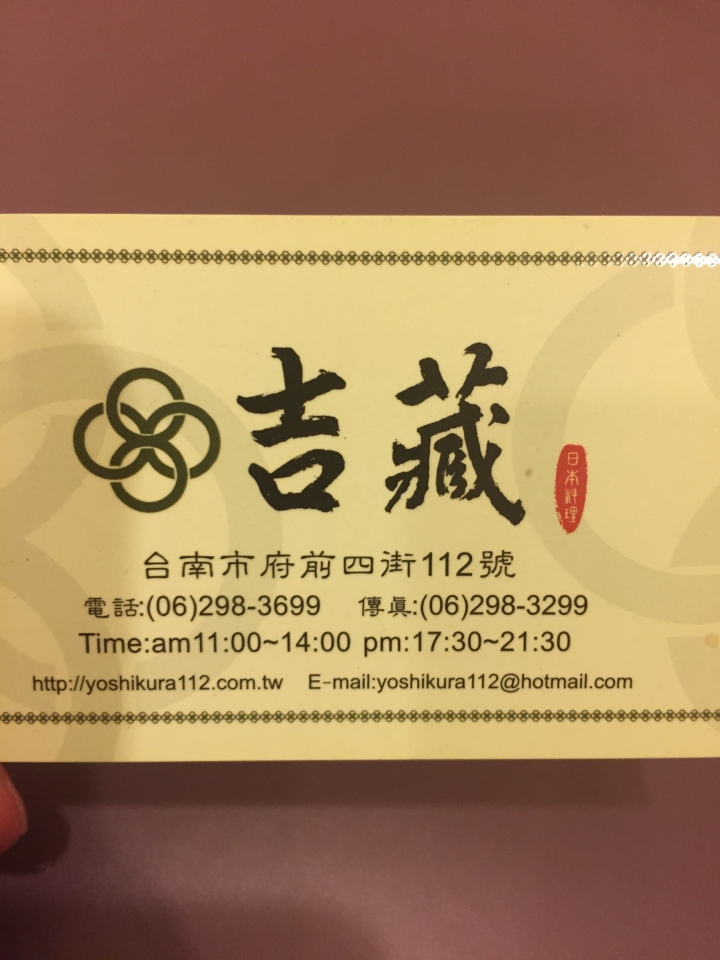 吉藏
日本料理
台南市府前四街112號
電話:(06)298-3699 傳眞:(06)298-3299
Time:am11:00~14:00 pm:17:30~21:30
http://yoshikura112.com.tw E-mail:yoshikura112@hotmail.com